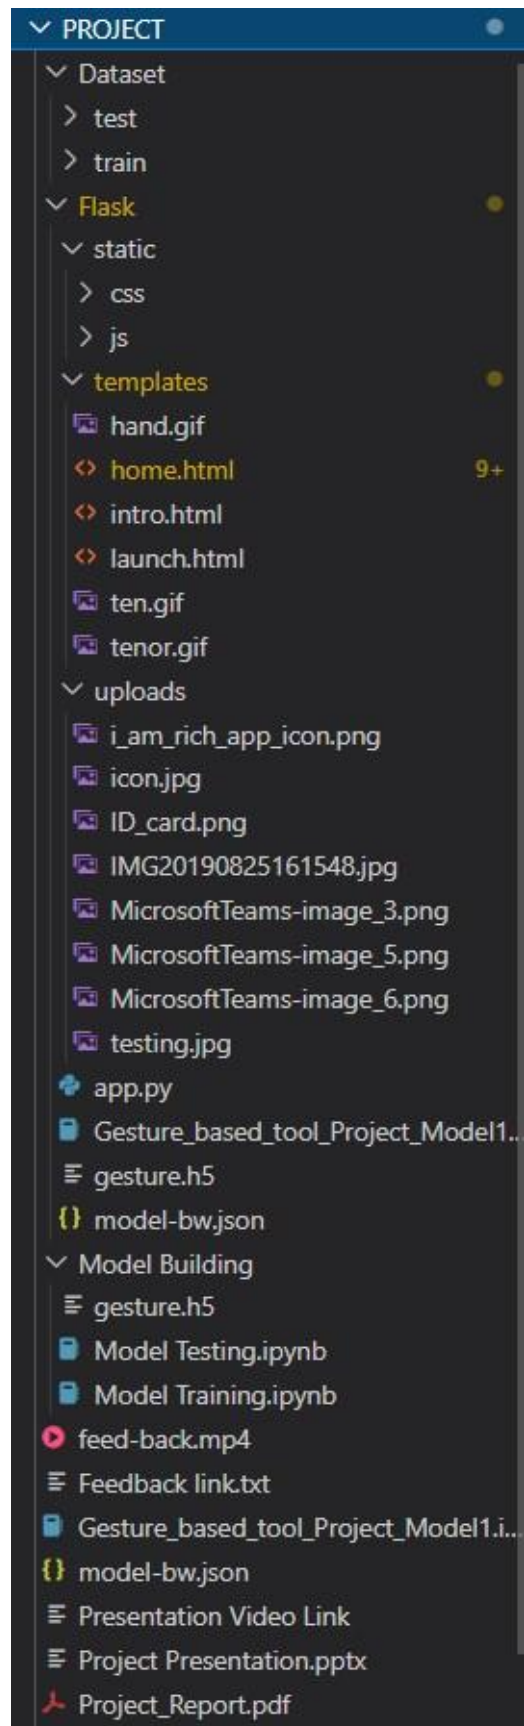 PROJECT
Dataset
test
train
Flask
static
css
js
templates
hand.gif
home.html 9+
intro.html
launch.html
ten.gif
tenor.gif
uploads
i_am_rich_app_icon.png
icon.jpg
ID_card.png
IMG20190825161548.jpg
MicrosoftTeams-image_3.png
MicrosoftTeams-image_5.png
MicrosoftTeams-image_6.png
testing.jpg
app.py
Gesture_based_tool_Project_Model1...
gesture.h5
{} model-bw.json
Model Building
gesture.h5
Model Testing.ipynb
Model Training.ipynb
feed-back.mp4
Feedback link.txt
Gesture_based_tool_Project_Model1.i...
{} model-bw.json
Presentation Video Link
Project Presentation.pptx
Project_Report.pdf